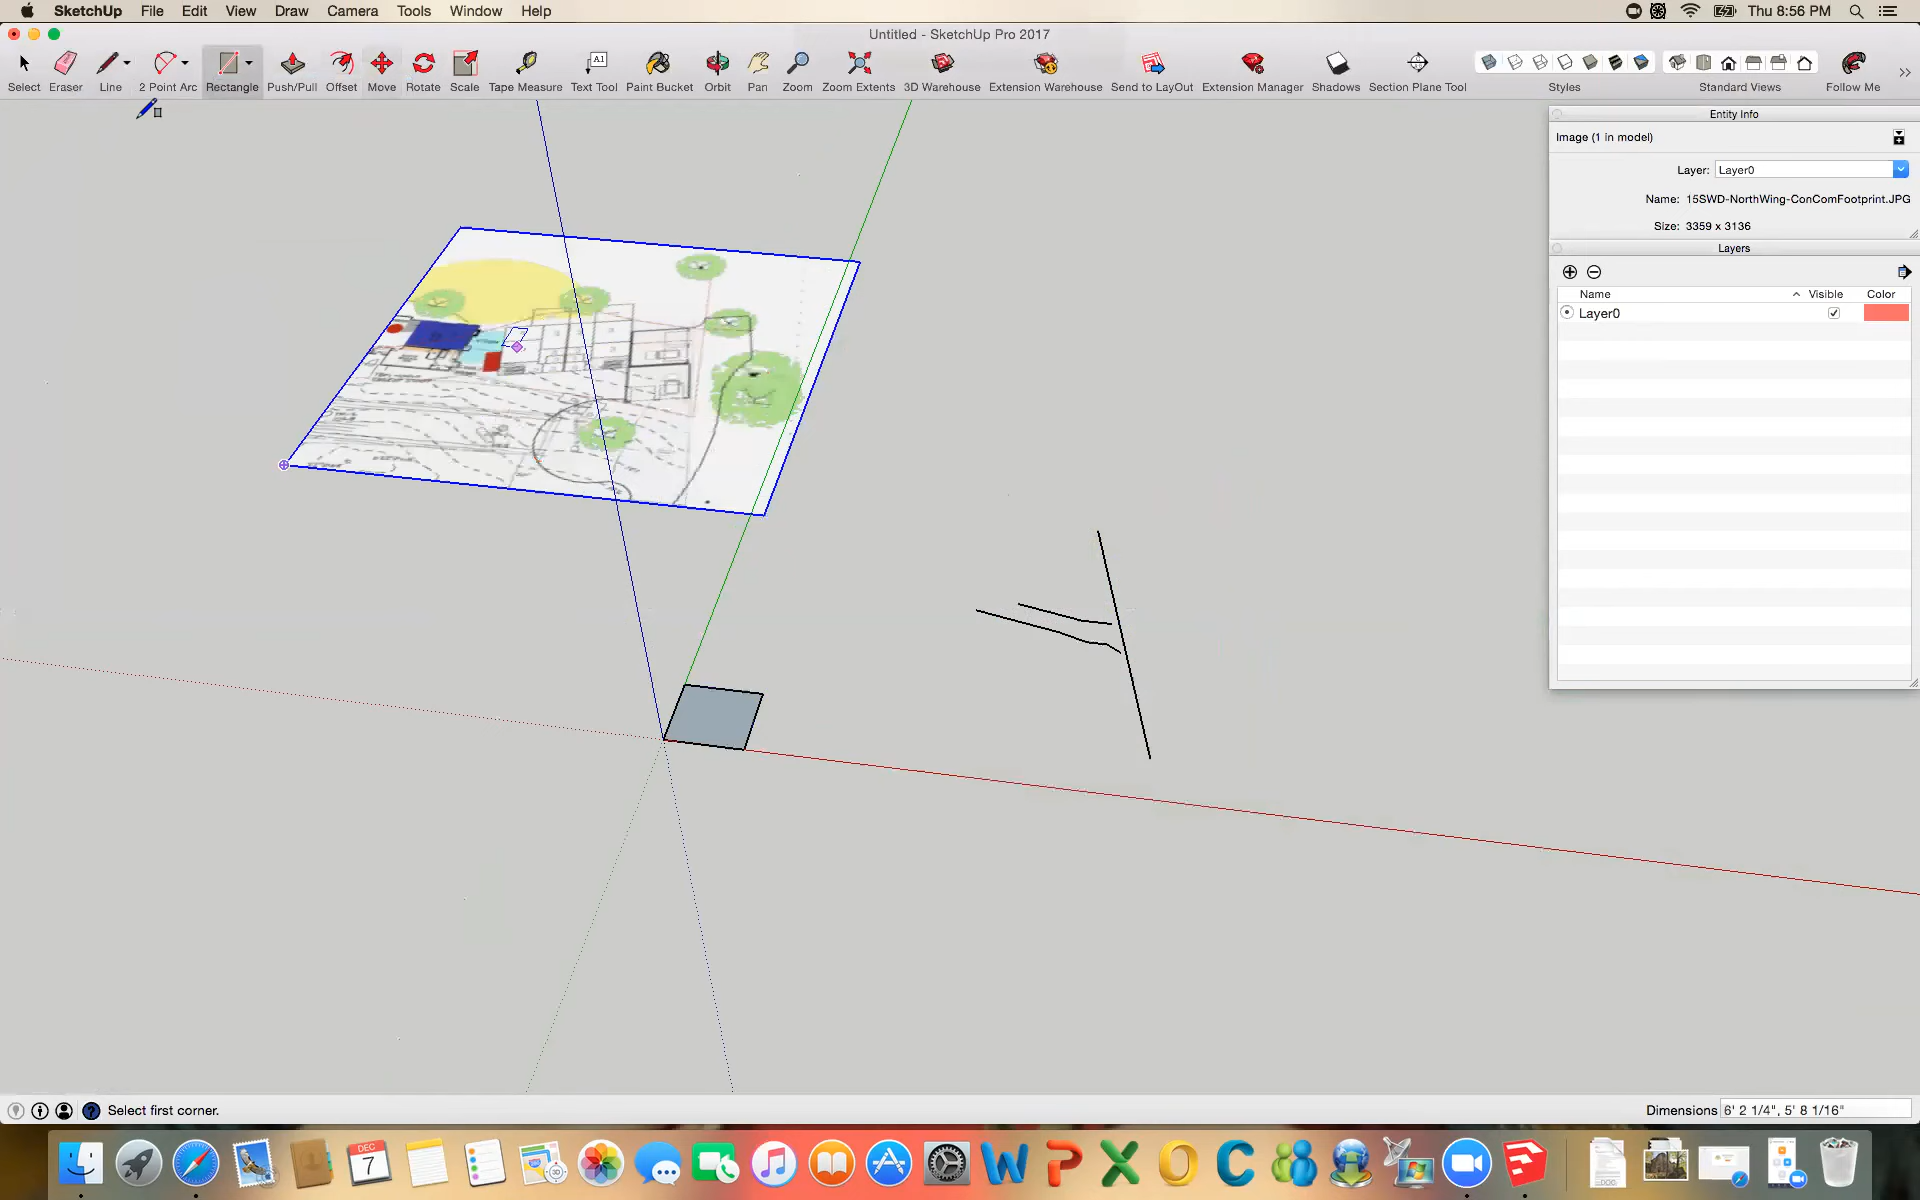 SketchUp File Edit View Draw Camera Tools Window Help Thu 8:56 PM
Untitled - SketchUp Pro 2017
A1
Select Eraser Line 2 Point Arc Rectangle Push/Pull Offset Move Rotate Scale Tape Measure Text Tool Paint Bucket Orbit Pan Zoom Zoom Extents 3D Warehouse Extension Warehouse Send to LayOut Extension Manager Shadows Section Plane Tool Styles Standard Views Follow Me
Entity Info
Image (1 in model)
Layer: Layer0
Name: 15SWD-NorthWing-ConComFootprint.JPG
Size: 3359 x 3136
Layers
Name Visible Color
Layer0
Select first corner. Dimensions 6' 2 1/4", 5' 8 1/16"
DEC
7